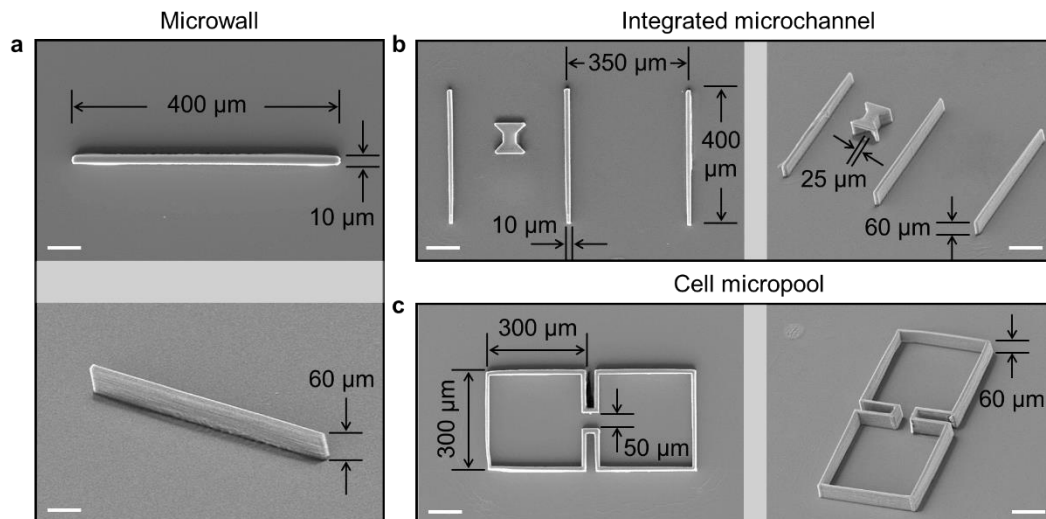 Microwall
Integrated microchannel
a
400 µm
10 µm
60 µm
b
350 µm
400
µm
10 µm
25 µm
60 µm
Cell micropool
c
300 µm
300 µm
50 µm
60 µm